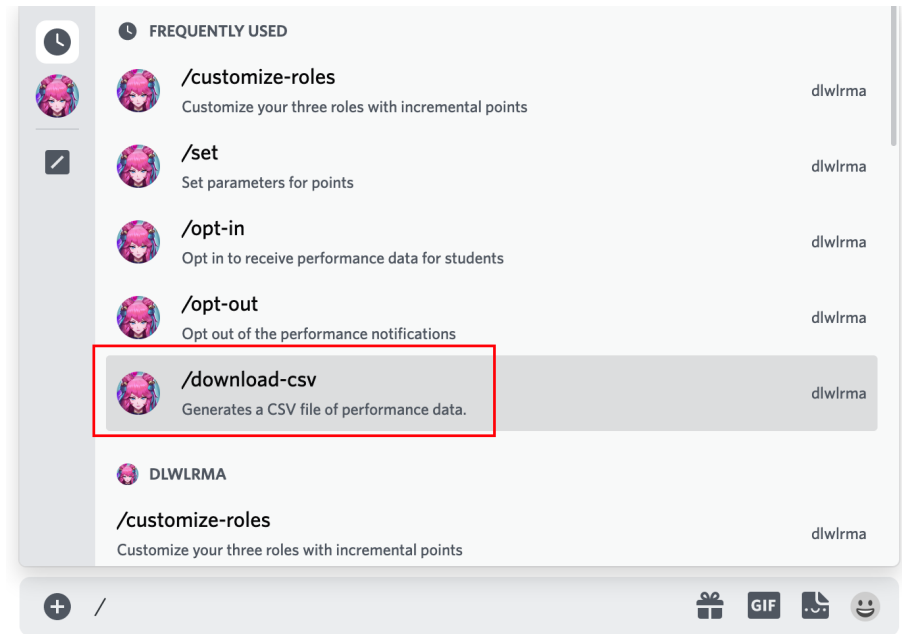 FREQUENTLY USED
/customize-roles
Customize your three roles with incremental points
dlwlrma
/set
Set parameters for points
dlwlrma
/opt-in
Opt in to receive performance data for students
dlwlrma
/opt-out
Opt out of the performance notifications
dlwlrma
/download-csv
Generates a CSV file of performance data.
dlwlrma
DLWLRMA
/customize-roles
Customize your three roles with incremental points
dlwlrma
/
GIF